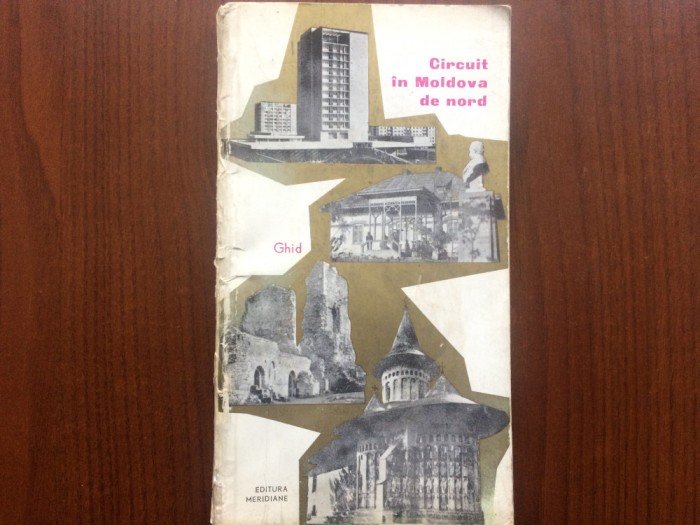 Circuit
în Moldova
de nord
Ghid
EDITURA
MERIDIANE